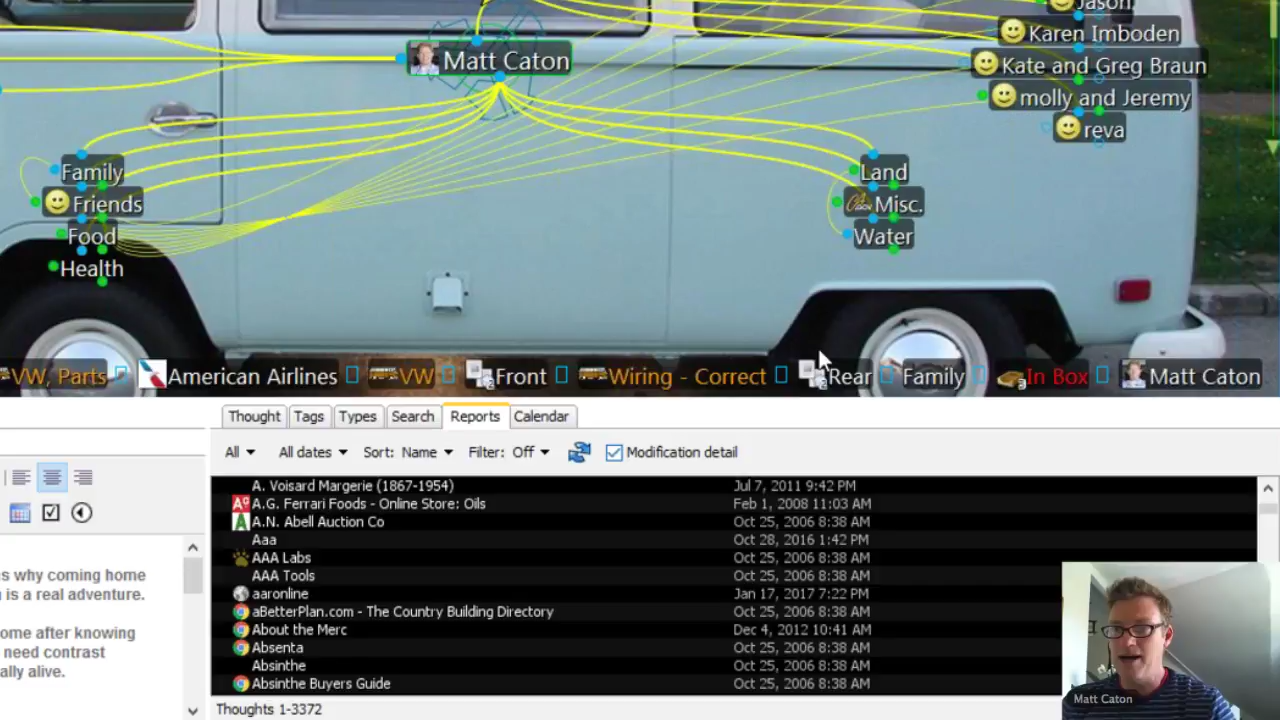 Jason
Karen Imboden
Matt Caton
Kate and Greg Braun
molly and Jeremy
reva
Family
Land
Friends
Misc.
Food
Water
Health
VW, Parts
American Airlines
VW
Front
Wiring - Correct
Rear
Family
In Box
Matt Caton
Thought Tags Types Search Reports Calendar
All All dates Sort: Name Filter: Off Modification detail
A. Voisard Margerie (1867-1954) Jul 7, 2011 9:42 PM
A.G. Ferrari Foods - Online Store: Oils Feb 1, 2008 11:03 AM
A.N. Abell Auction Co Oct 25, 2006 8:38 AM
Aaa Oct 28, 2016 1:42 PM
AAA Labs Oct 25, 2006 8:38 AM
AAA Tools Oct 25, 2006 8:38 AM
aaronline Jan 17, 2017 7:22 PM
aBetterPlan.com - The Country Building Directory Oct 25, 2006 8:38 AM
About the Merc Dec 4, 2012 10:41 AM
Absenta Oct 25, 2006 8:38 AM
Absinthe Oct 25, 2006 8:38 AM
Absinthe Buyers Guide Oct 25, 2006 8:38 AM
Thoughts 1-3372
why coming home
is a real adventure.
ome after knowing
need contrast
ally alive.
Matt Caton